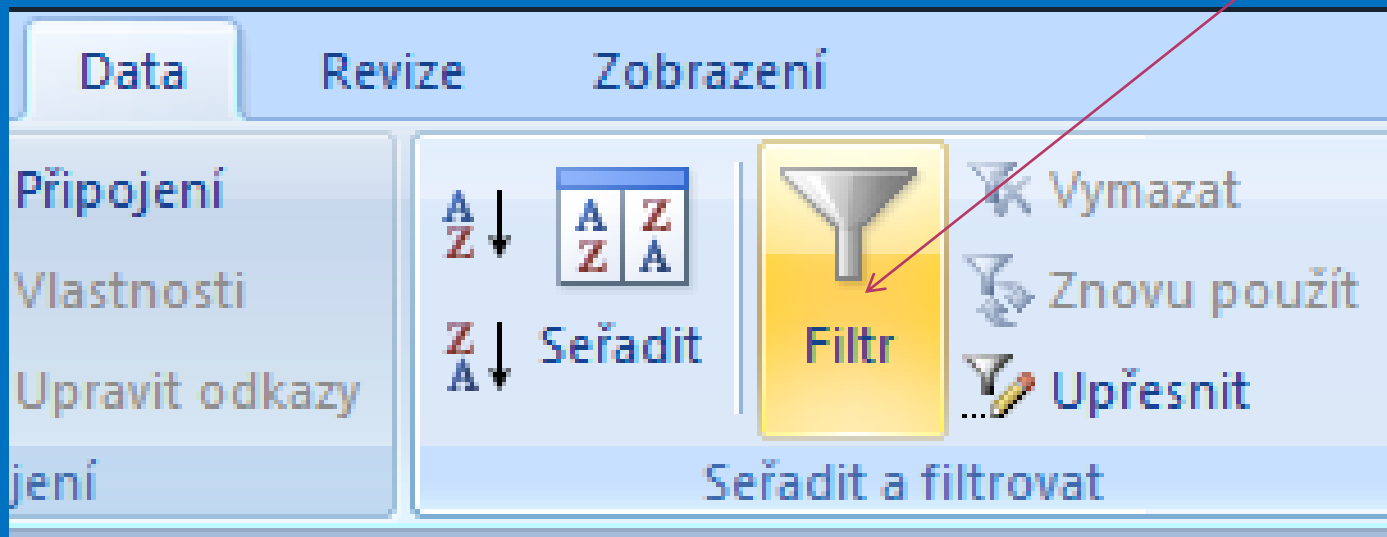 Data Revize Zobrazení
Připojení
Vlastnosti
Upravit odkazy
jení
Seřadit
Filtr
Vymazat
Znovu použít
Upřesnit
Seřadit a filtrovat